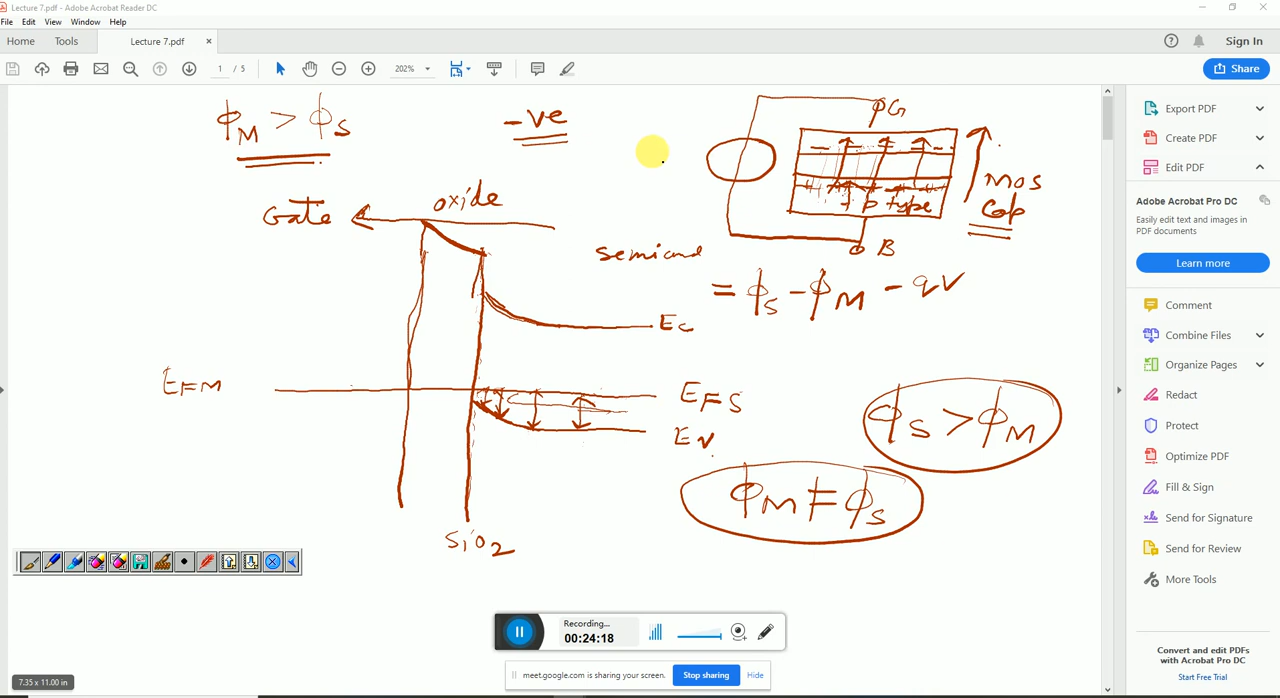 Lecture 7.pdf - Adobe Acrobat Reader DC
File Edit View Window Help
Home Tools Lecture 7.pdf × Sign In
1 / 5 202% Share
ϕM > ϕS
-ve
G
MOS
Cap
p type
B
Gate
oxide
semicond
= ϕS - ϕM - qV
EC
EFM
EFS
EV
ϕS > ϕM
ϕM ≠ ϕS
SiO2
Export PDF
Create PDF
Edit PDF
Adobe Acrobat Pro DC
Easily edit text and images in
PDF documents
Learn more
Comment
Combine Files
Organize Pages
Redact
Protect
Optimize PDF
Fill & Sign
Send for Signature
Send for Review
More Tools
Convert and edit PDFs
with Acrobat Pro DC
Start Free Trial
Recording...
00:24:18
meet.google.com is sharing your screen. Stop sharing Hide
7.35 x 11.00 in